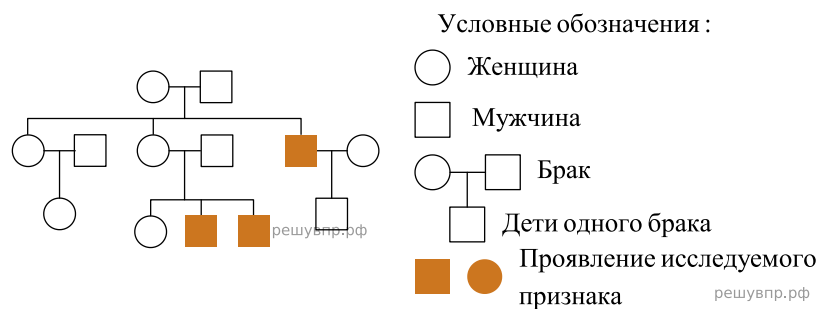 Условные обозначения :
Женщина
Мужчина
Брак
Дети одного брака
Проявление исследуемого
признака
решувпр.рф
решувпр.рф